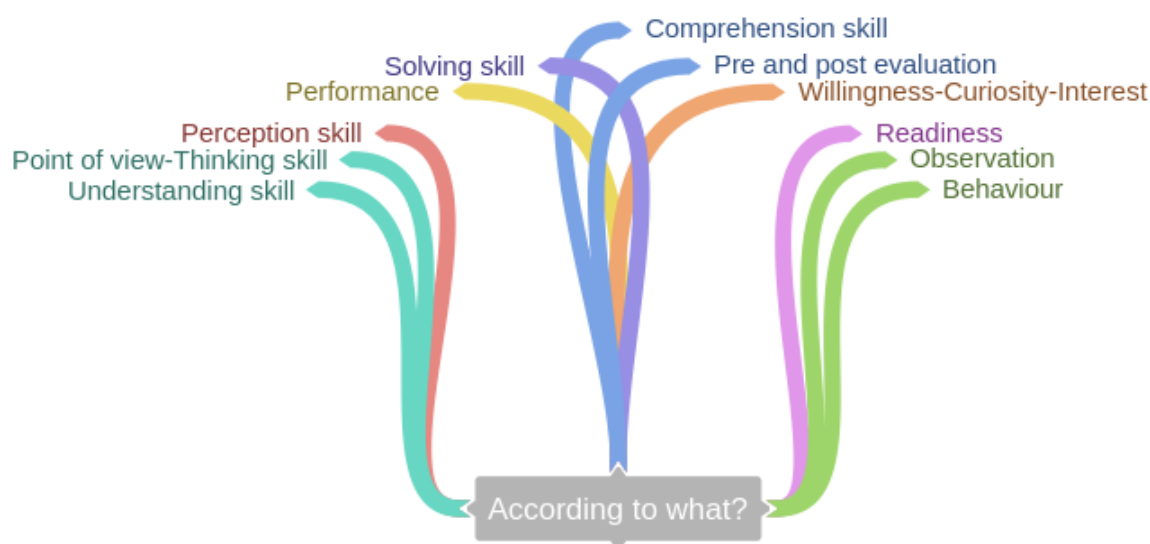 Comprehension skill
Solving skill
Pre and post evaluation
Performance
Willingness-Curiosity-Interest
Perception skill
Readiness
Point of view-Thinking skill
Observation
Understanding skill
Behaviour
According to what?